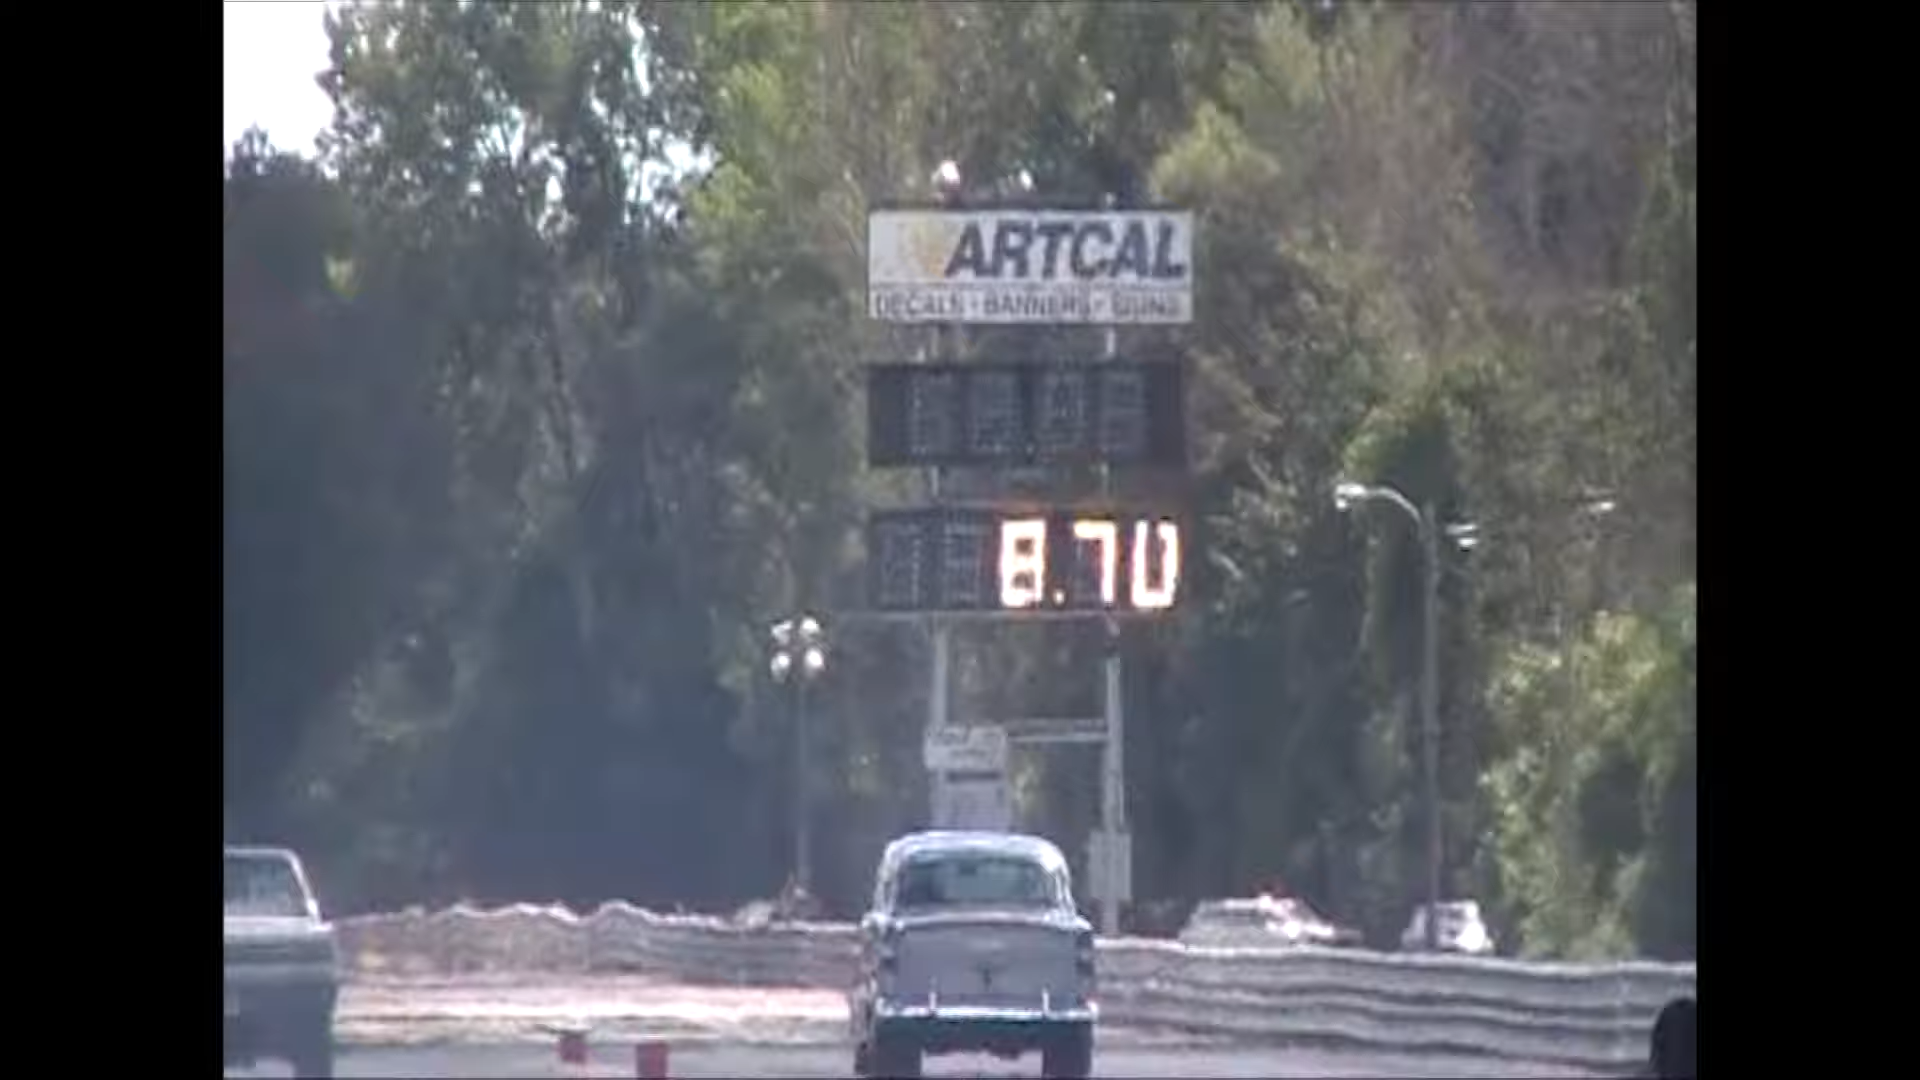 ARTCAL
DECALS • BANNERS • SIGNS
8.70